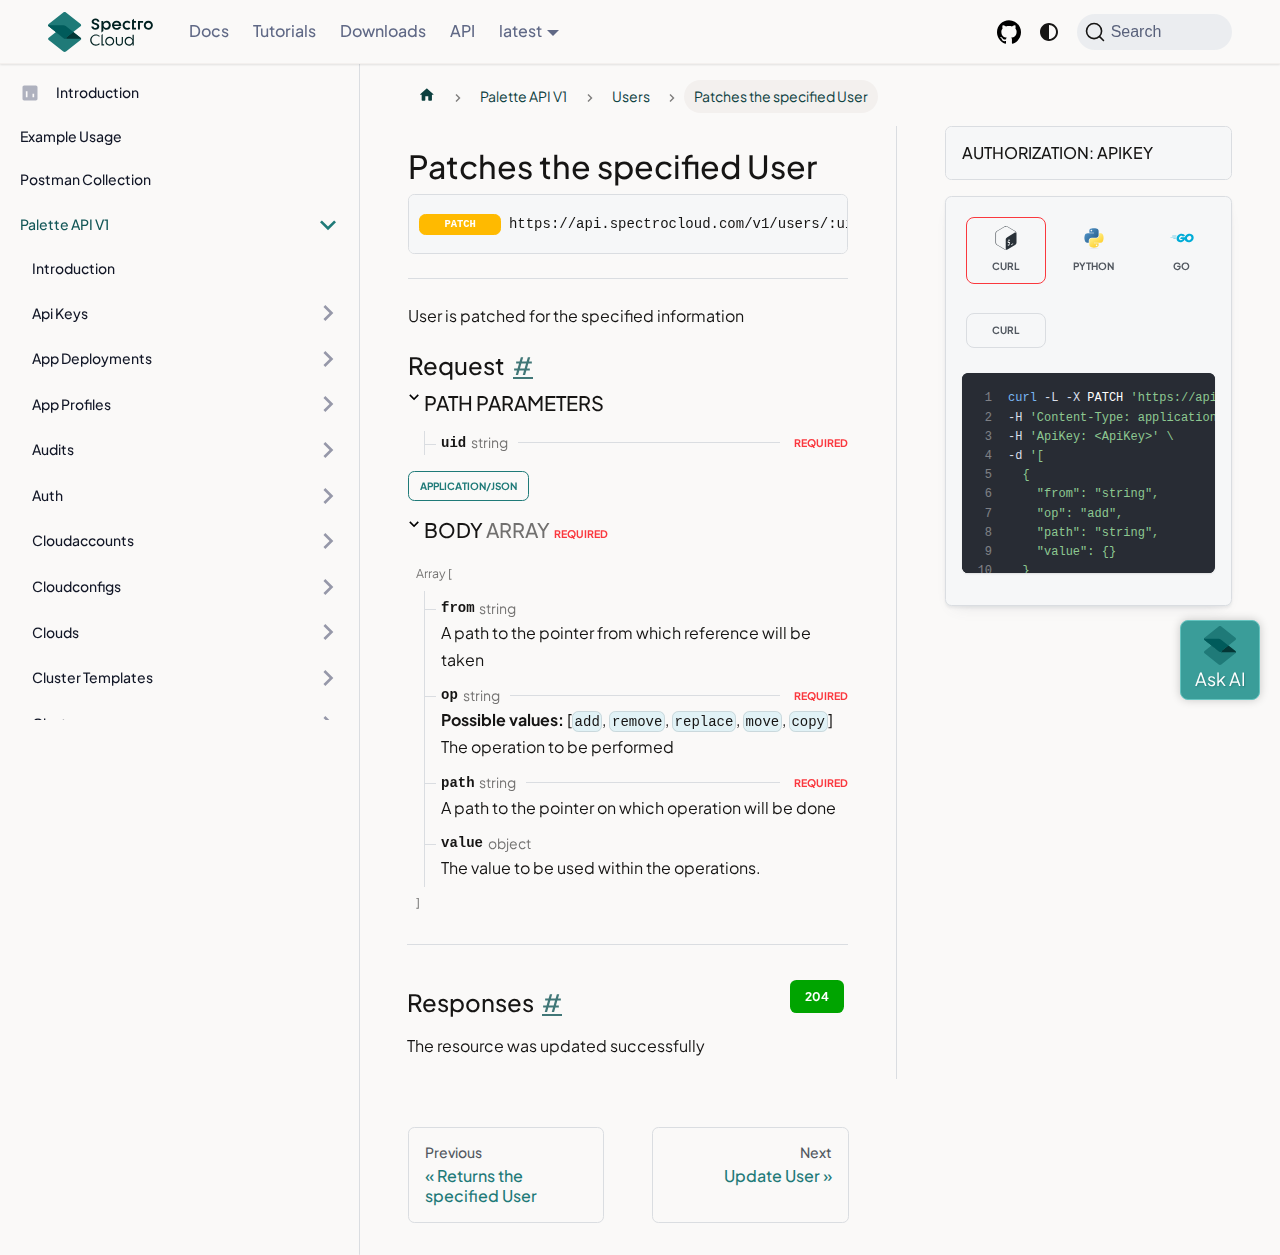 Spectro Cloud
Docs
Tutorials
Downloads
API
latest
Search
Introduction
Example Usage
Postman Collection
Palette API V1
Introduction
Api Keys
App Deployments
App Profiles
Audits
Auth
Cloudaccounts
Cloudconfigs
Clouds
Cluster Templates
Palette API V1
Users
Patches the specified User
Patches the specified User
PATCH https://api.spectrocloud.com/v1/users/:u
User is patched for the specified information
Request #
PATH PARAMETERS
uid string REQUIRED
APPLICATION/JSON
BODY ARRAY REQUIRED
Array [
from string
A path to the pointer from which reference will be
taken
op string REQUIRED
Possible values: [add, remove, replace, move, copy]
The operation to be performed
path string REQUIRED
A path to the pointer on which operation will be done
value object
The value to be used within the operations.
]
Responses #
204
The resource was updated successfully
Previous
« Returns the
specified User
Next
Update User »
AUTHORIZATION: APIKEY
CURL
PYTHON
GO
CURL
1 curl -L -X PATCH 'https://api
2 -H 'Content-Type: application
3 -H 'ApiKey: <ApiKey>' \
4 -d '[
5 {
6 "from": "string",
7 "op": "add",
8 "path": "string",
9 "value": {}
10 }
Ask AI